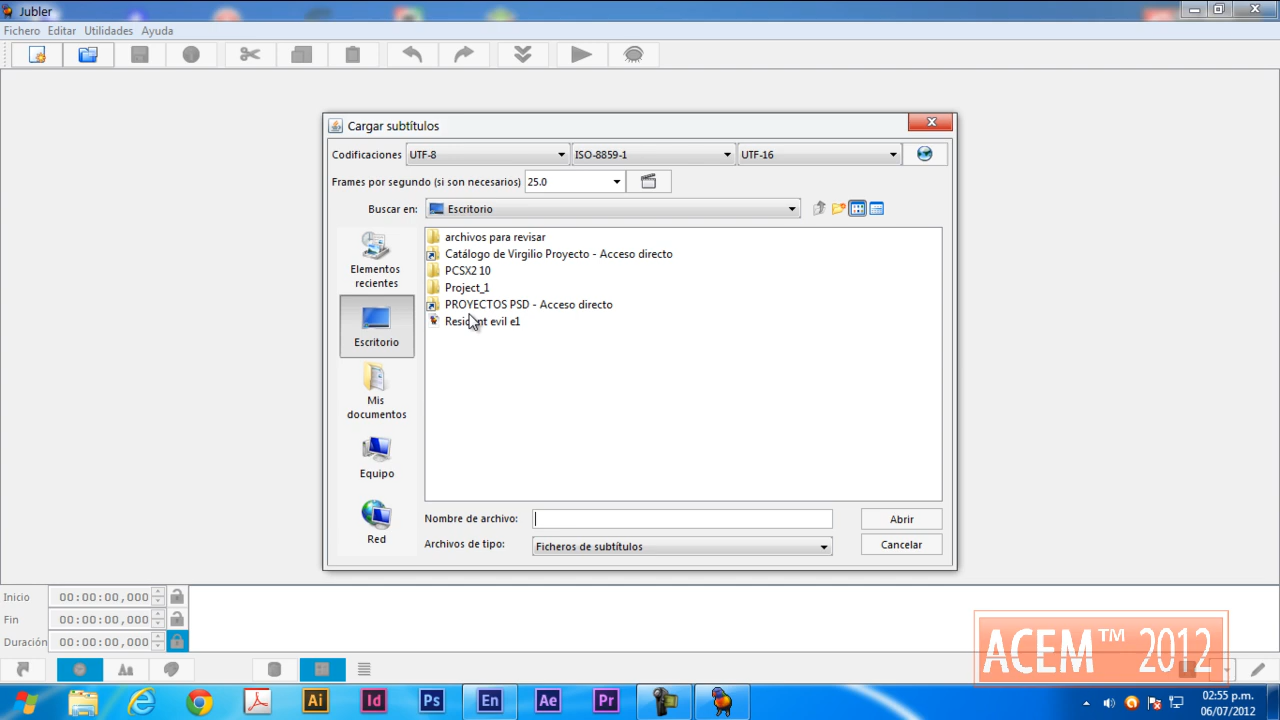 Jubler
Fichero Editar Utilidades Ayuda
Cargar subtítulos
Codificaciones UTF-8 ISO-8859-1 UTF-16
Frames por segundo (si son necesarios) 25.0
Buscar en: Escritorio
archivos para revisar
Catálogo de Virgilio Proyecto - Acceso directo
PCSX2 10
Project_1
PROYECTOS PSD - Acceso directo
Resident evil e1
Elementos
recientes
Escritorio
Mis
documentos
Equipo
Red
Nombre de archivo:
Abrir
Archivos de tipo: Ficheros de subtítulos
Cancelar
Inicio 00:00:00,000
Fin 00:00:00,000
Duración 00:00:00,000
Aa
ACEM™ 2012
Ai Id Ps En Ae Pr
02:55 p.m.
06/07/2012